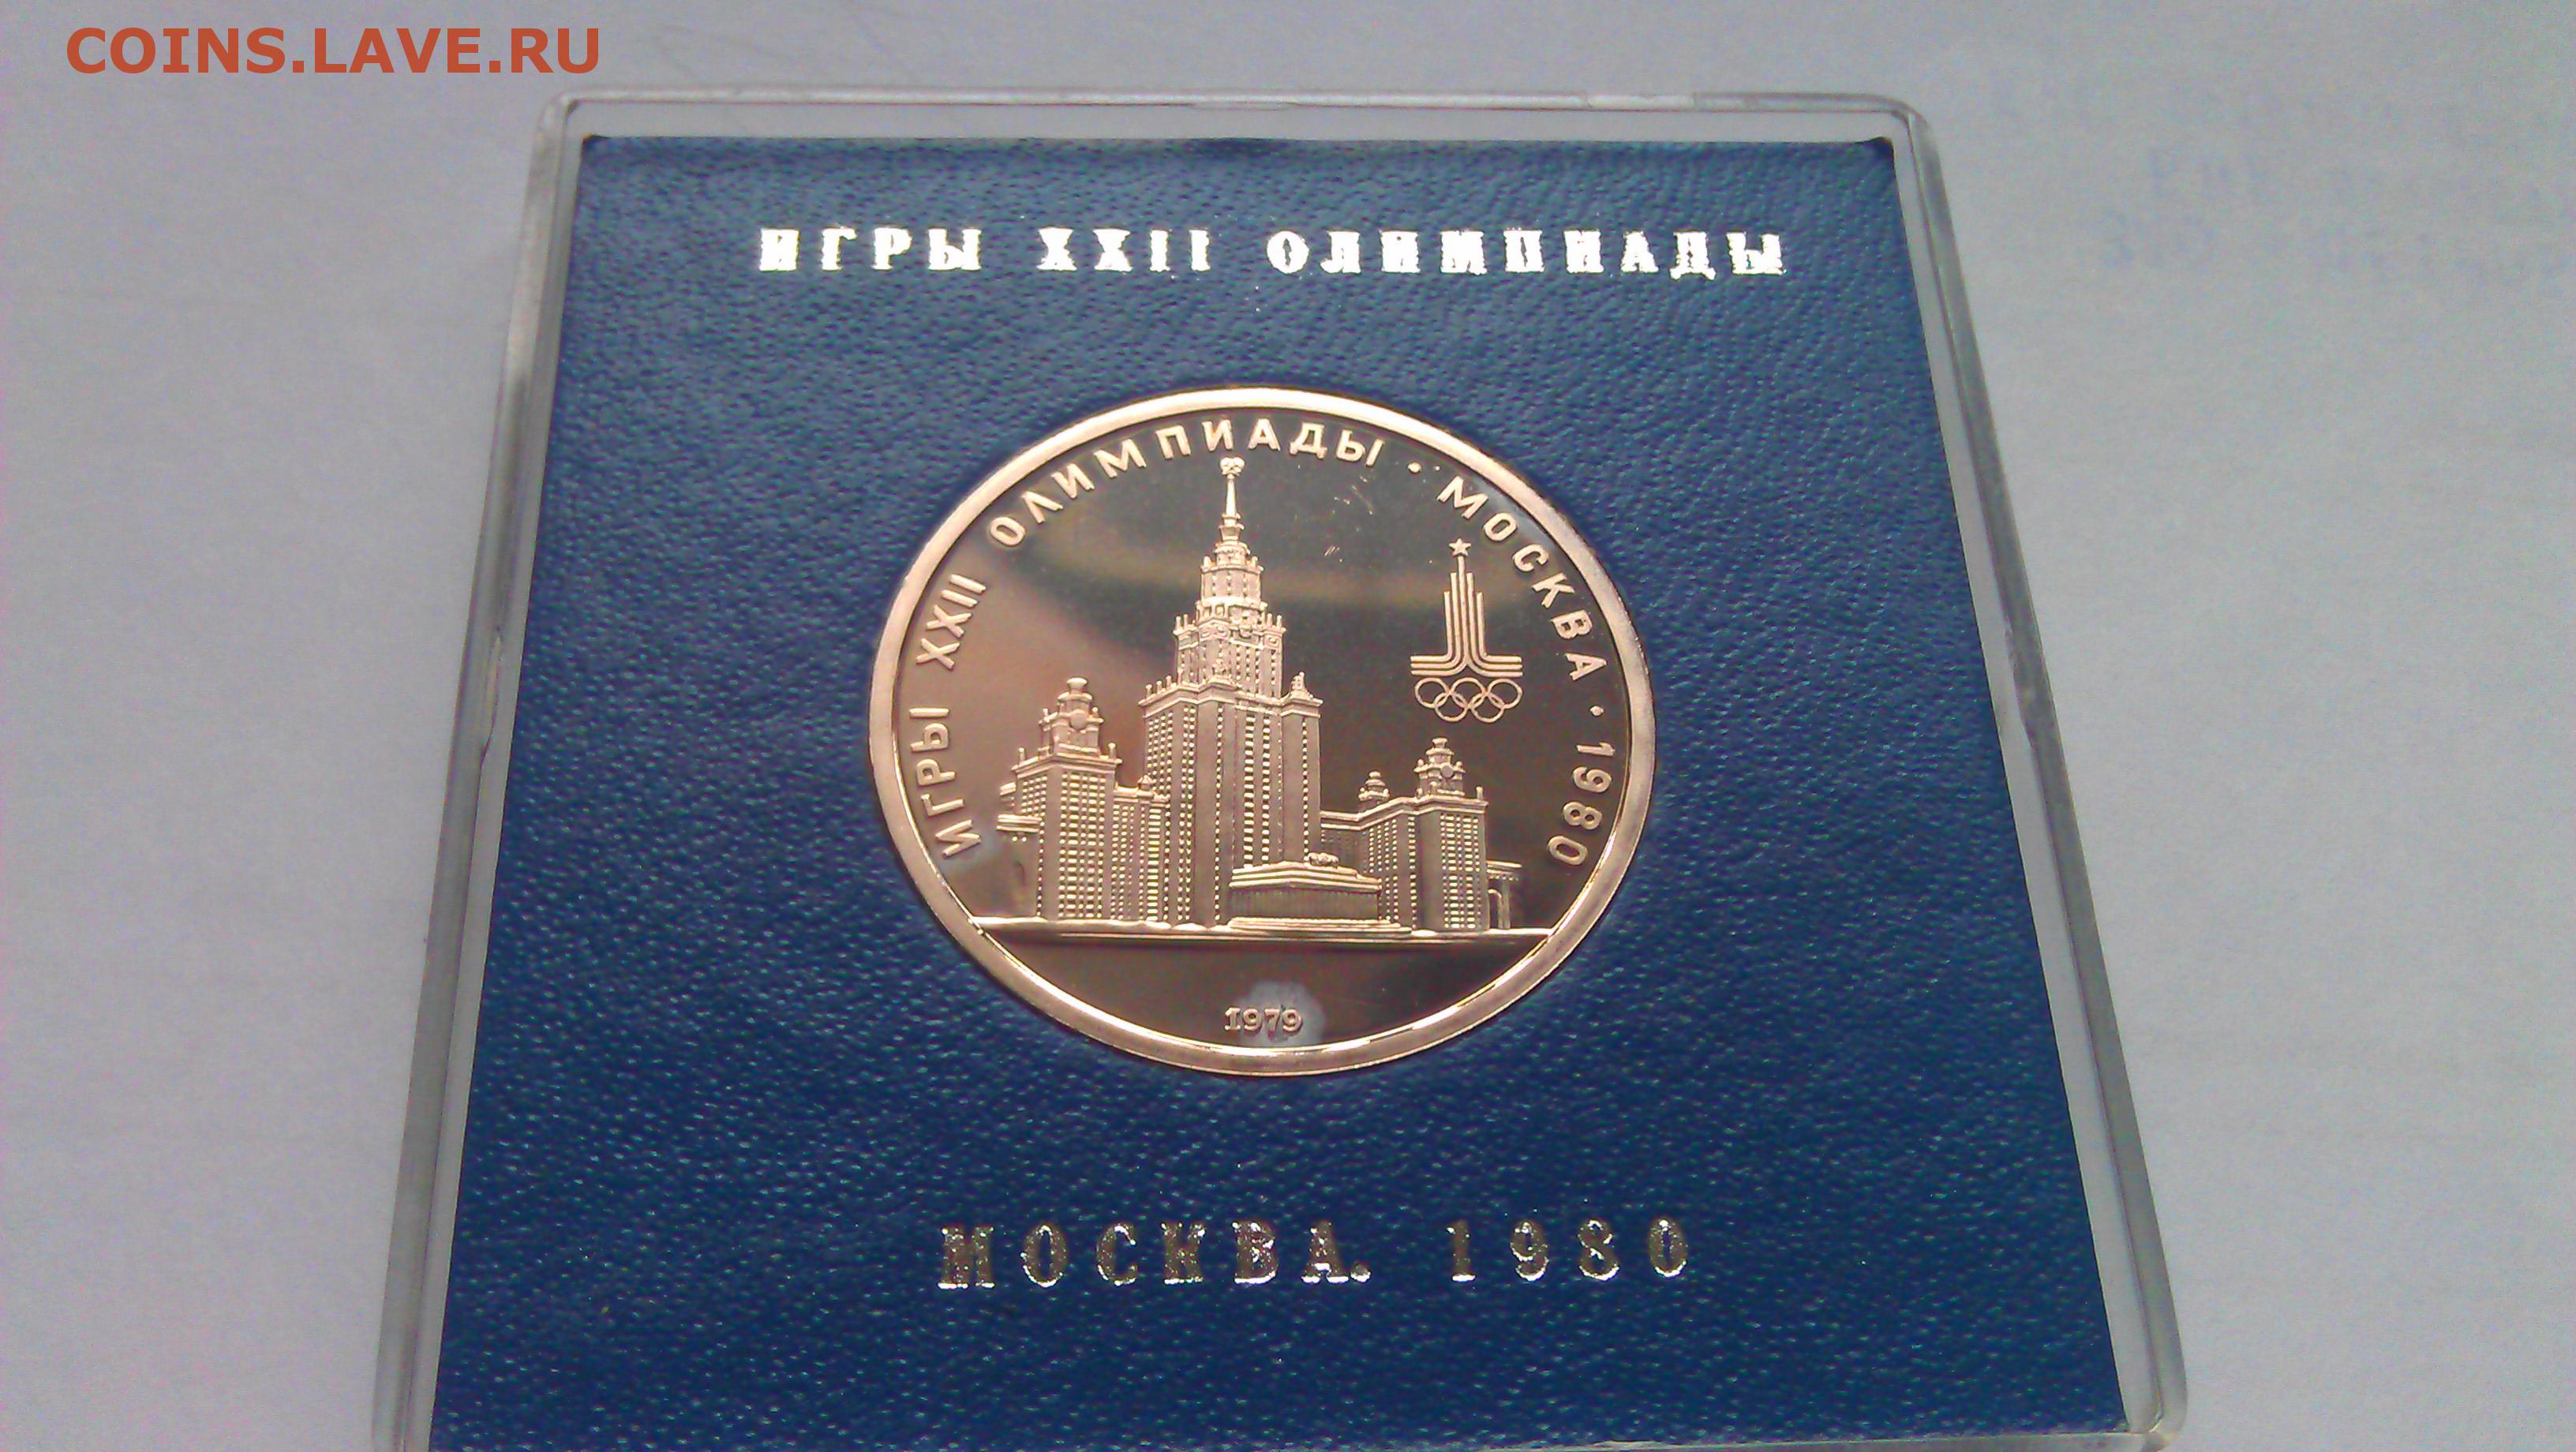 COINS.LAVE.RU
ИГРЫ XXII ОЛИМПИАДЫ
ИГРЫ XXII ОЛИМПИАДЫ · МОСКВА · 1980
1979
МОСКВА. 1980